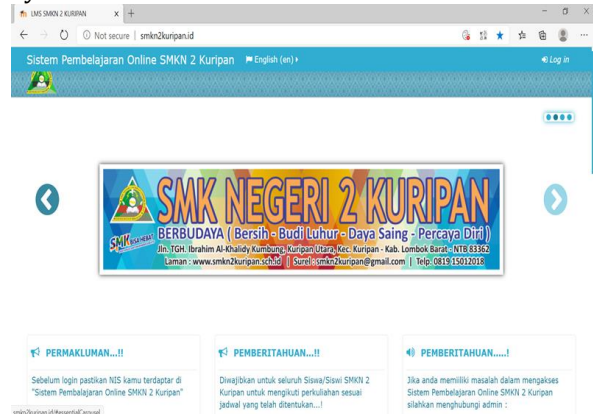 LMS SMKN 2 KURIPAN
Not secure | smkn2kuripan.id
Sistem Pembelajaran Online SMKN 2 Kuripan English (en)
Log in
SMK NEGERI 2 KURIPAN
SMK BISA HEBAT
BERBUDAYA ( Bersih - Budi Luhur - Daya Saing - Percaya Diri )
Jln. TGH. Ibrahim Al-Khalidy Kumbung, Kuripan Utara, Kec. Kuripan - Kab. Lombok Barat - NTB 83362
Laman : www.smkn2kuripan.sch.id | Surel : smkn2kuripan@gmail.com | Telp: 0819 15012018
PERMAKLUMAN...!!
Sebelum login pastikan NIS kamu terdaptar di
"Sistem Pembelajaran Online SMKN 2 Kuripan"
PEMBERITAHUAN...!!
Diwajibkan untuk seluruh Siswa/Siswi SMKN 2
Kuripan untuk mengikuti perkuliahan sesuai
jadwal yang telah ditentukan...!
PEMBERITAHUAN.....!
Jika anda memiiliki masalah dalam mengakses
Sistem Pembelajaran Online SMKN 2 Kuripan
silahkan menghubungi admin :